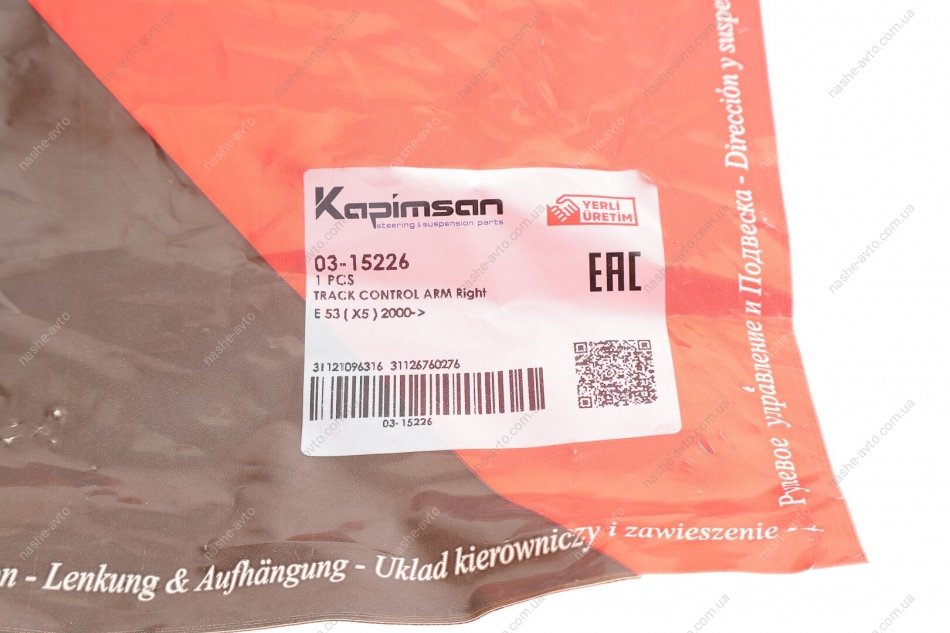 Kapimsan
steering & suspension parts
YERLİ
ÜRETİM
03-15226
1 PCS
TRACK CONTROL ARM Right
E 53 ( X5 ) 2000->
EAC
31121096316 31126760276
03-15226
n - Lenkung & Aufhängung - Układ kierowniczy i zawieszenie -
Рулевое управление и Подвеска - Dirección y suspe
nashe-avto.com.ua